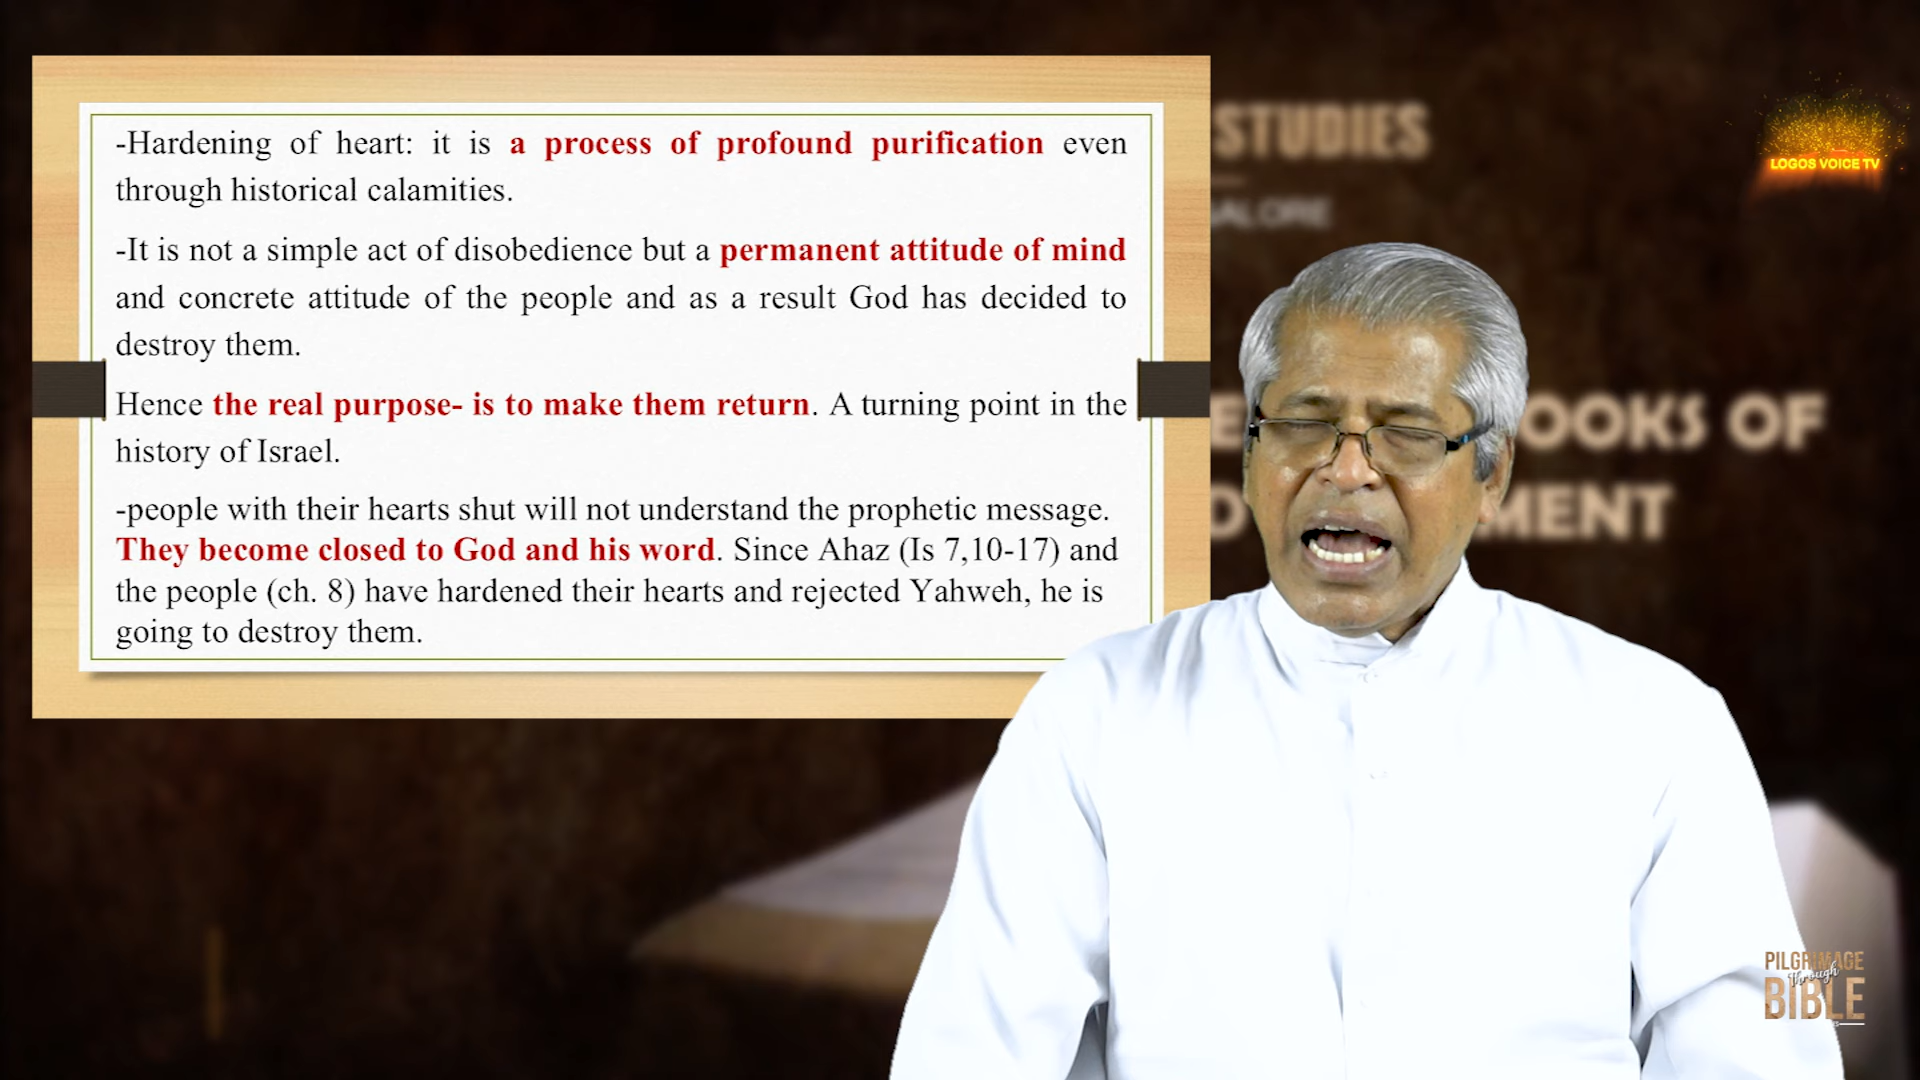 -Hardening of heart: it is a process of profound purification even
through historical calamities.
-It is not a simple act of disobedience but a permanent attitude of mind
and concrete attitude of the people and as a result God has decided to
destroy them.
Hence the real purpose- is to make them return. A turning point in the
history of Israel.
-people with their hearts shut will not understand the prophetic message.
They become closed to God and his word. Since Ahaz (Is 7,10-17) and
the people (ch. 8) have hardened their hearts and rejected Yahweh, he is
going to destroy them.
STUDIES
ALORE
OOKS OF
MENT
LOGOS VOICE TV
PILGRIMAGE
Through
BIBLE